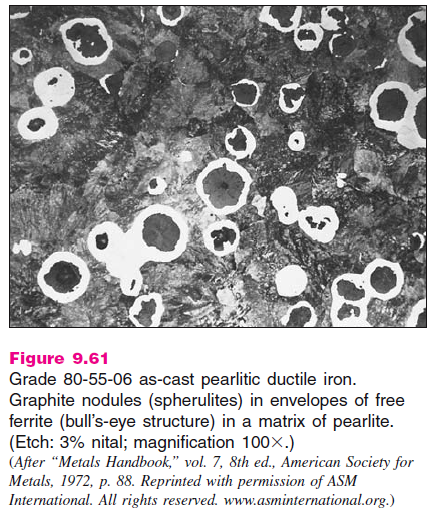 Figure 9.61
Grade 80-55-06 as-cast pearlitic ductile iron.
Graphite nodules (spherulites) in envelopes of free
ferrite (bull's-eye structure) in a matrix of pearlite.
(Etch: 3% nital; magnification 100×.)
(After “Metals Handbook,” vol. 7, 8th ed., American Society for
Metals, 1972, p. 88. Reprinted with permission of ASM
International. All rights reserved. www.asminternational.org.)